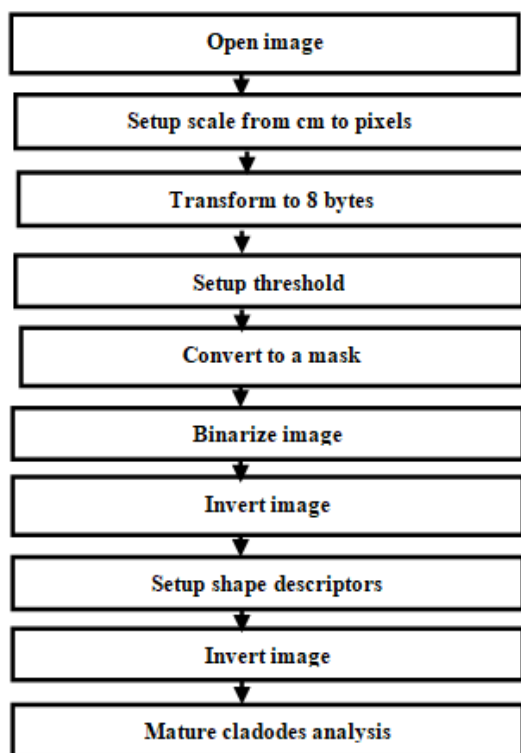 Open image
Setup scale from cm to pixels
Transform to 8 bytes
Setup threshold
Convert to a mask
Binarize image
Invert image
Setup shape descriptors
Invert image
Mature cladodes analysis